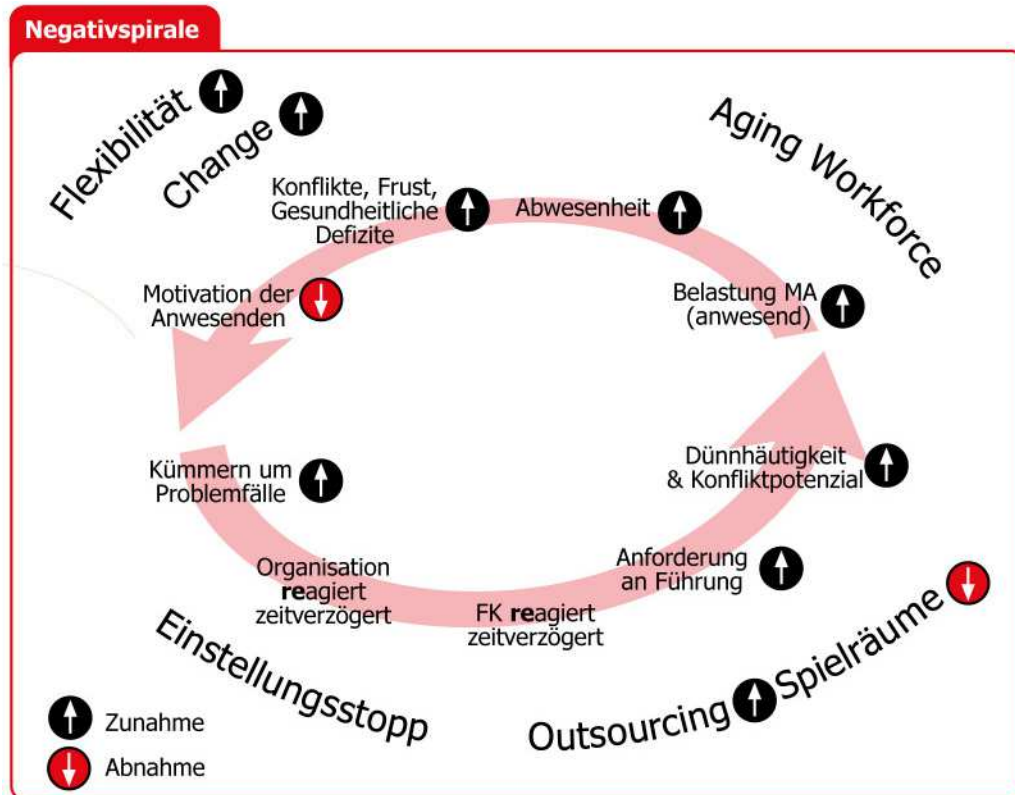 Negativspirale
Flexibilität
Change
Aging Workforce
Konflikte, Frust,
Gesundheitliche
Defizite
Abwesenheit
Motivation der
Anwesenden
Belastung MA
(anwesend)
Kümmern um
Problemfälle
Dünnhäutigkeit
& Konfliktpotenzial
Organisation
reagiert
zeitverzögert
FK reagiert
zeitverzögert
Anforderung
an Führung
Einstellungsstopp
Outsourcing
Spielräume
Zunahme
Abnahme